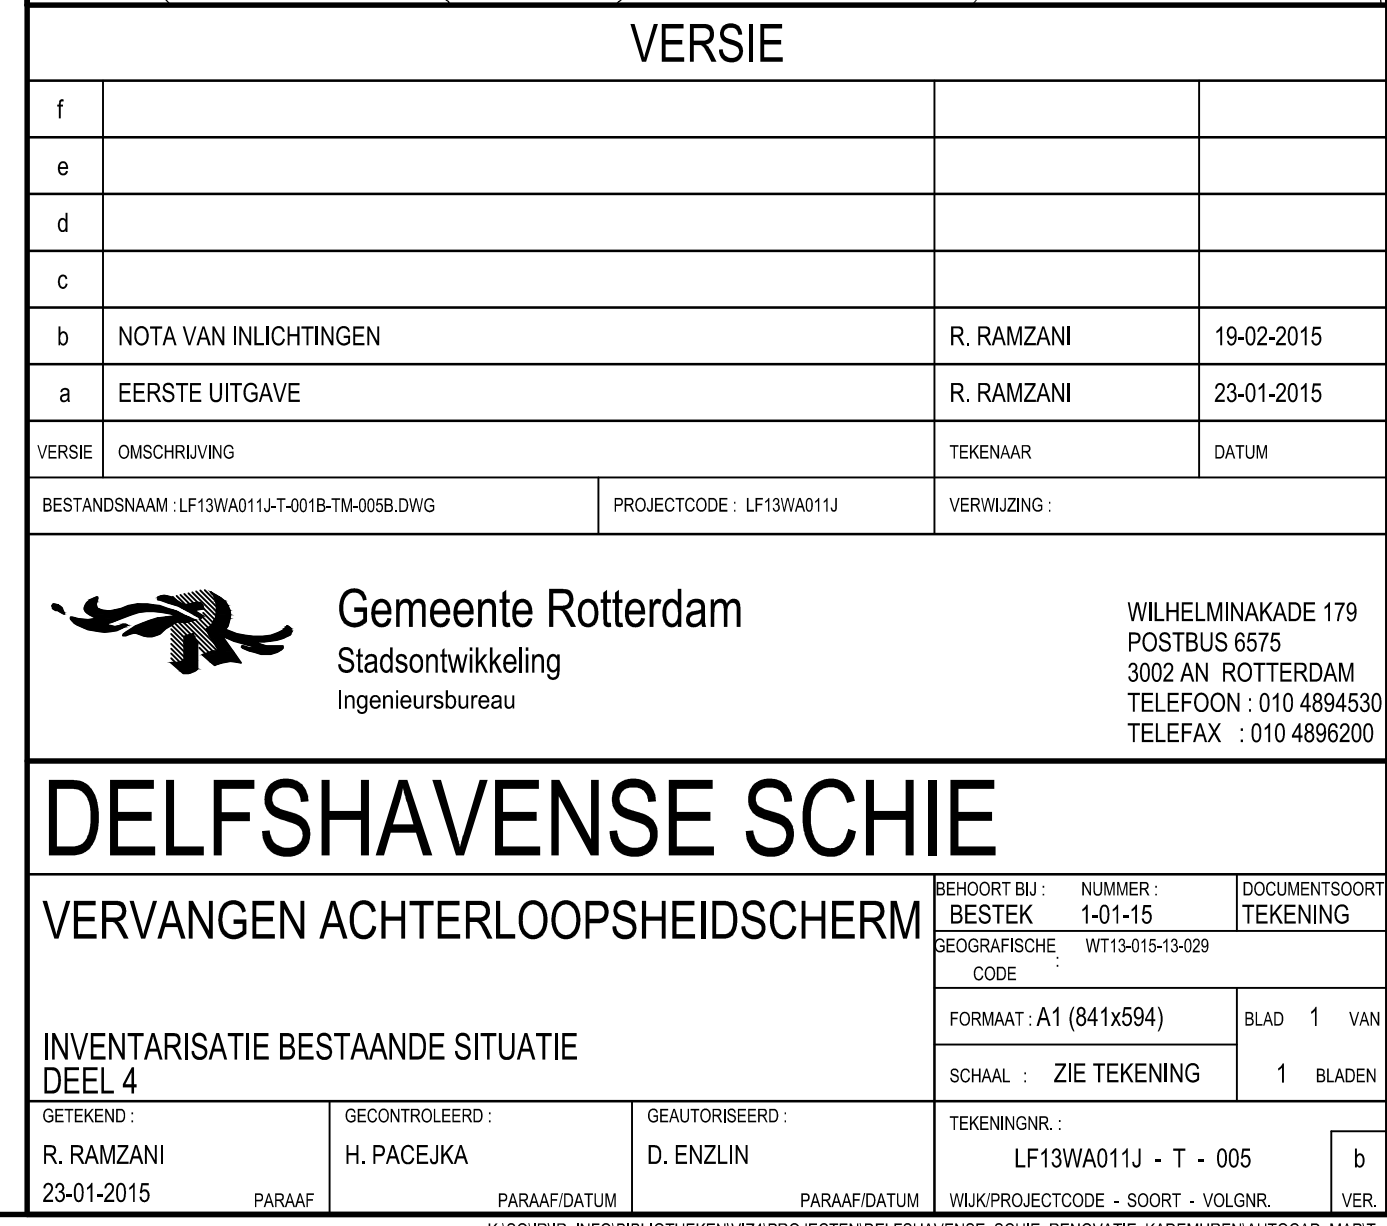 VERSIE
f
e
d
c
b NOTA VAN INLICHTINGEN R. RAMZANI 19-02-2015
a EERSTE UITGAVE R. RAMZANI 23-01-2015
VERSIE OMSCHRIJVING TEKENAAR DATUM
BESTANDSNAAM : LF13WA011J-T-001B-TM-005B.DWG PROJECTCODE : LF13WA011J VERWIJZING :
Gemeente Rotterdam
Stadsontwikkeling
Ingenieursbureau
WILHELMINAKADE 179
POSTBUS 6575
3002 AN ROTTERDAM
TELEFOON : 010 4894530
TELEFAX : 010 4896200
DELFSHAVENSE SCHIE
VERVANGEN ACHTERLOOPSHEIDSCHERM
INVENTARISATIE BESTAANDE SITUATIE
DEEL 4
BEHOORT BIJ : NUMMER : DOCUMENTSOORT
BESTEK 1-01-15 TEKENING
GEOGRAFISCHE CODE : WT13-015-13-029
FORMAAT : A1 (841x594) BLAD 1 VAN
SCHAAL : ZIE TEKENING 1 BLADEN
GETEKEND : GECONTROLEERD : GEAUTORISEERD : TEKENINGNR. :
R. RAMZANI H. PACEJKA D. ENZLIN LF13WA011J - T - 005 b
23-01-2015 PARAAF PARAAF/DATUM PARAAF/DATUM WIJK/PROJECTCODE - SOORT - VOLGNR. VER.